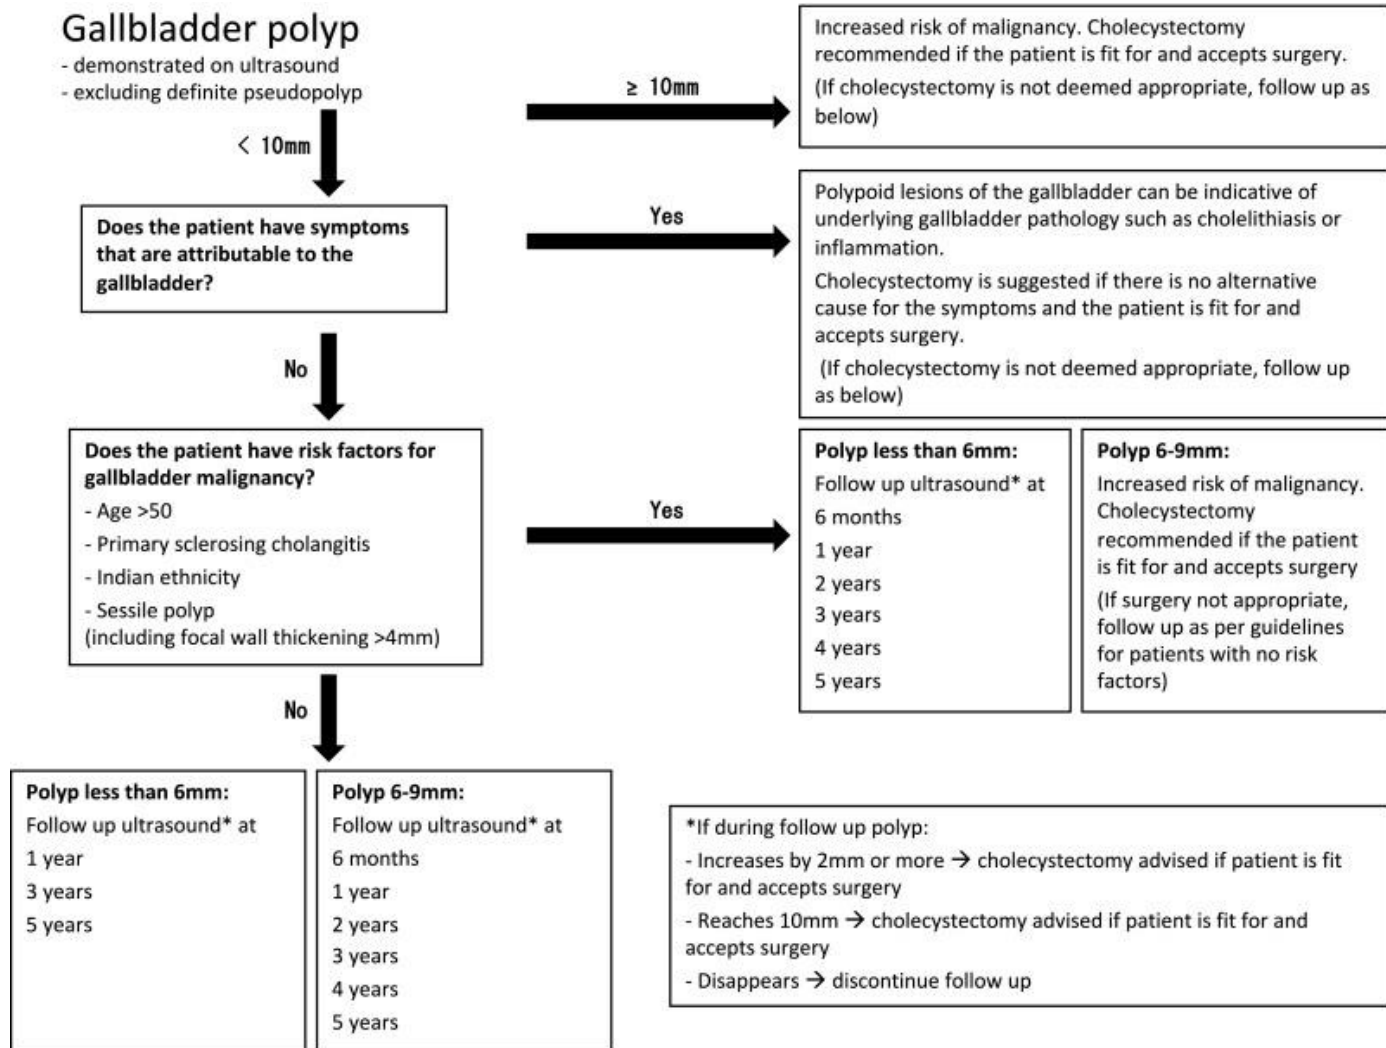 Gallbladder polyp
- demonstrated on ultrasound
- excluding definite pseudopolyp
≥ 10mm
Increased risk of malignancy. Cholecystectomy
recommended if the patient is fit for and accepts surgery.
(If cholecystectomy is not deemed appropriate, follow up as
below)
< 10mm
Does the patient have symptoms
that are attributable to the
gallbladder?
Yes
Polypoid lesions of the gallbladder can be indicative of
underlying gallbladder pathology such as cholelithiasis or
inflammation.
Cholecystectomy is suggested if there is no alternative
cause for the symptoms and the patient is fit for and
accepts surgery.
(If cholecystectomy is not deemed appropriate, follow up
as below)
No
Does the patient have risk factors for
gallbladder malignancy?
- Age >50
- Primary sclerosing cholangitis
- Indian ethnicity
- Sessile polyp
(including focal wall thickening >4mm)
Yes
Polyp less than 6mm:
Follow up ultrasound* at
6 months
1 year
2 years
3 years
4 years
5 years
Polyp 6-9mm:
Increased risk of malignancy.
Cholecystectomy
recommended if the patient
is fit for and accepts surgery
(If surgery not appropriate,
follow up as per guidelines
for patients with no risk
factors)
No
Polyp less than 6mm:
Follow up ultrasound* at
1 year
3 years
5 years
Polyp 6-9mm:
Follow up ultrasound* at
6 months
1 year
2 years
3 years
4 years
5 years
*If during follow up polyp:
- Increases by 2mm or more → cholecystectomy advised if patient is fit
for and accepts surgery
- Reaches 10mm → cholecystectomy advised if patient is fit for and
accepts surgery
- Disappears → discontinue follow up